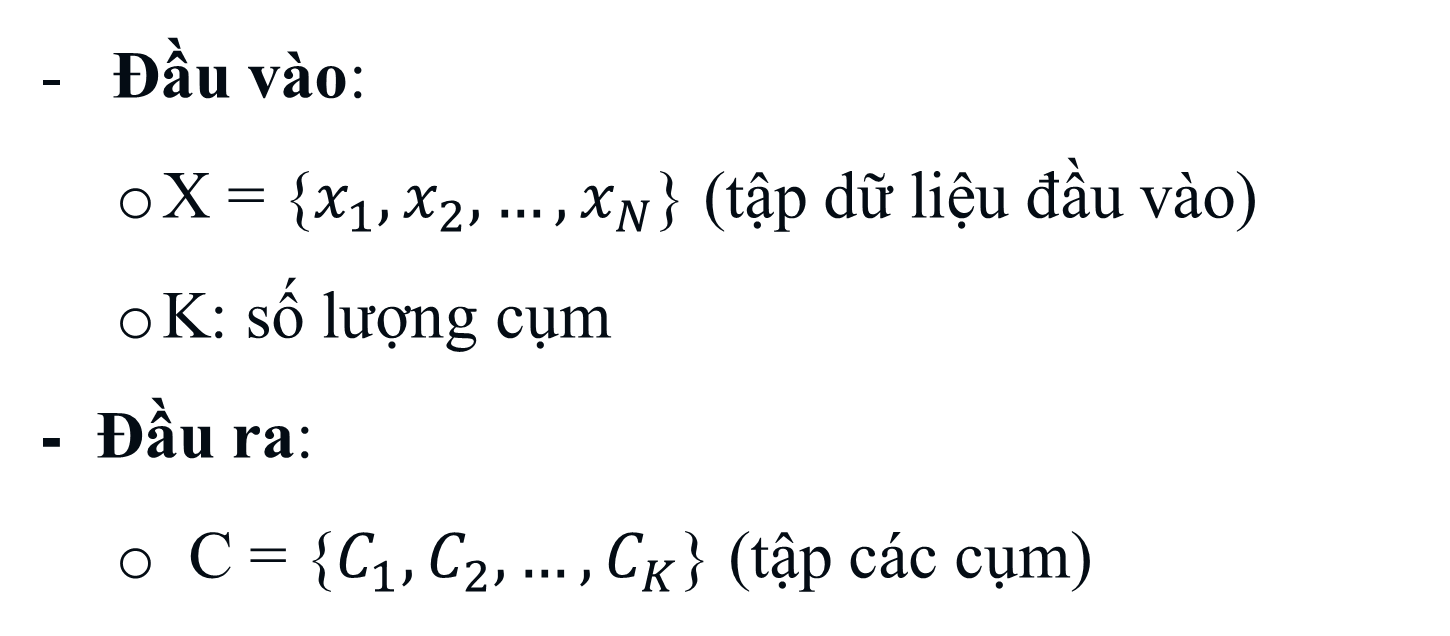 - Đầu vào:
○ X = {x₁, x₂, … , x_N} (tập dữ liệu đầu vào)
○ K: số lượng cụm
- Đầu ra:
○ C = {C₁, C₂, … , C_K} (tập các cụm)